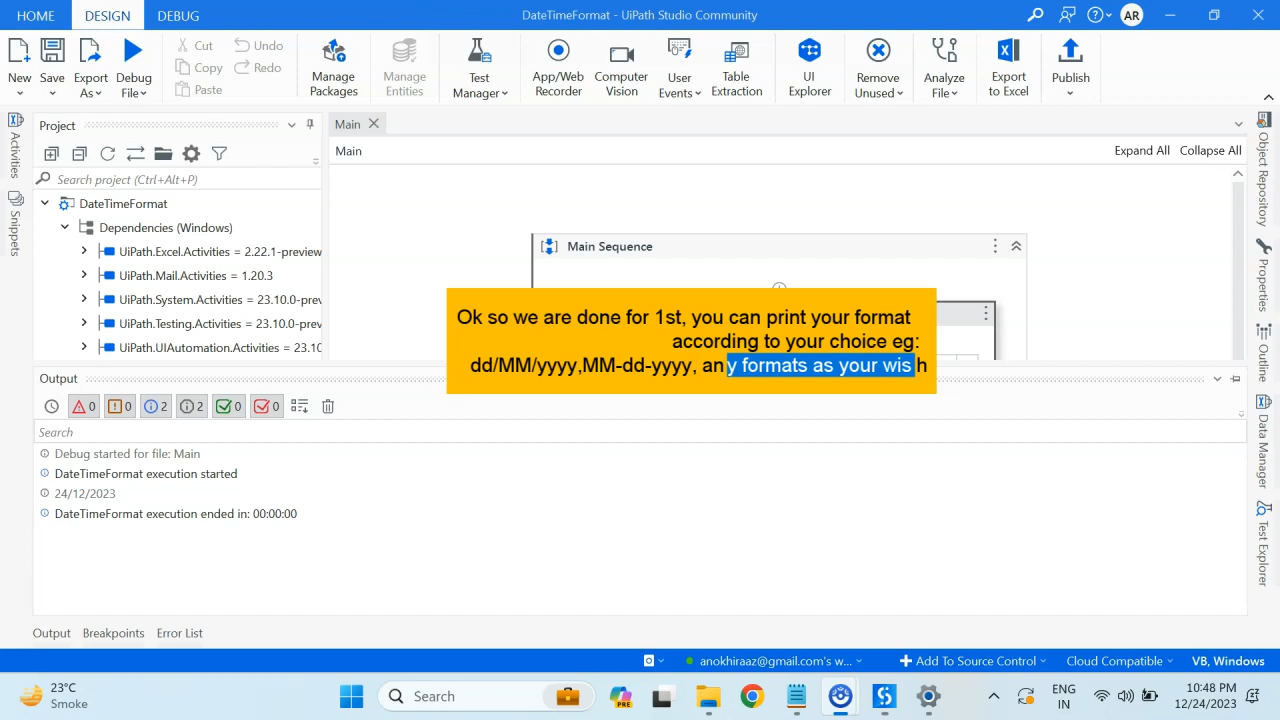 HOME DESIGN DEBUG DateTimeFormat - UiPath Studio Community AR
New Save Export As Debug File Cut Copy Paste Undo Redo Manage Packages Manage Entities Test Manager App/Web Recorder Computer Vision User Events Table Extraction UI Explorer Remove Unused Analyze File Export to Excel Publish
Activities
Snippets
Project
Search project (Ctrl+Alt+P)
DateTimeFormat
Dependencies (Windows)
UiPath.Excel.Activities = 2.22.1-preview
UiPath.Mail.Activities = 1.20.3
UiPath.System.Activities = 23.10.0-prev
UiPath.Testing.Activities = 23.10.0-prev
UiPath.UIAutomation.Activities = 23.10
Main
Main Expand All Collapse All
Main Sequence
Ok so we are done for 1st, you can print your format
according to your choice eg:
dd/MM/yyyy,MM-dd-yyyy, any formats as your wish
Object Repository
Properties
Outline
Data Manager
Test Explorer
Output
0 0 2 2 0 0
Search
Debug started for file: Main
DateTimeFormat execution started
24/12/2023
DateTimeFormat execution ended in: 00:00:00
Output Breakpoints Error List
anokhiraaz@gmail.com's w... Add To Source Control Cloud Compatible VB, Windows
23°C
Smoke
Search
PRE
ENG
IN
10:48 PM
12/24/2023